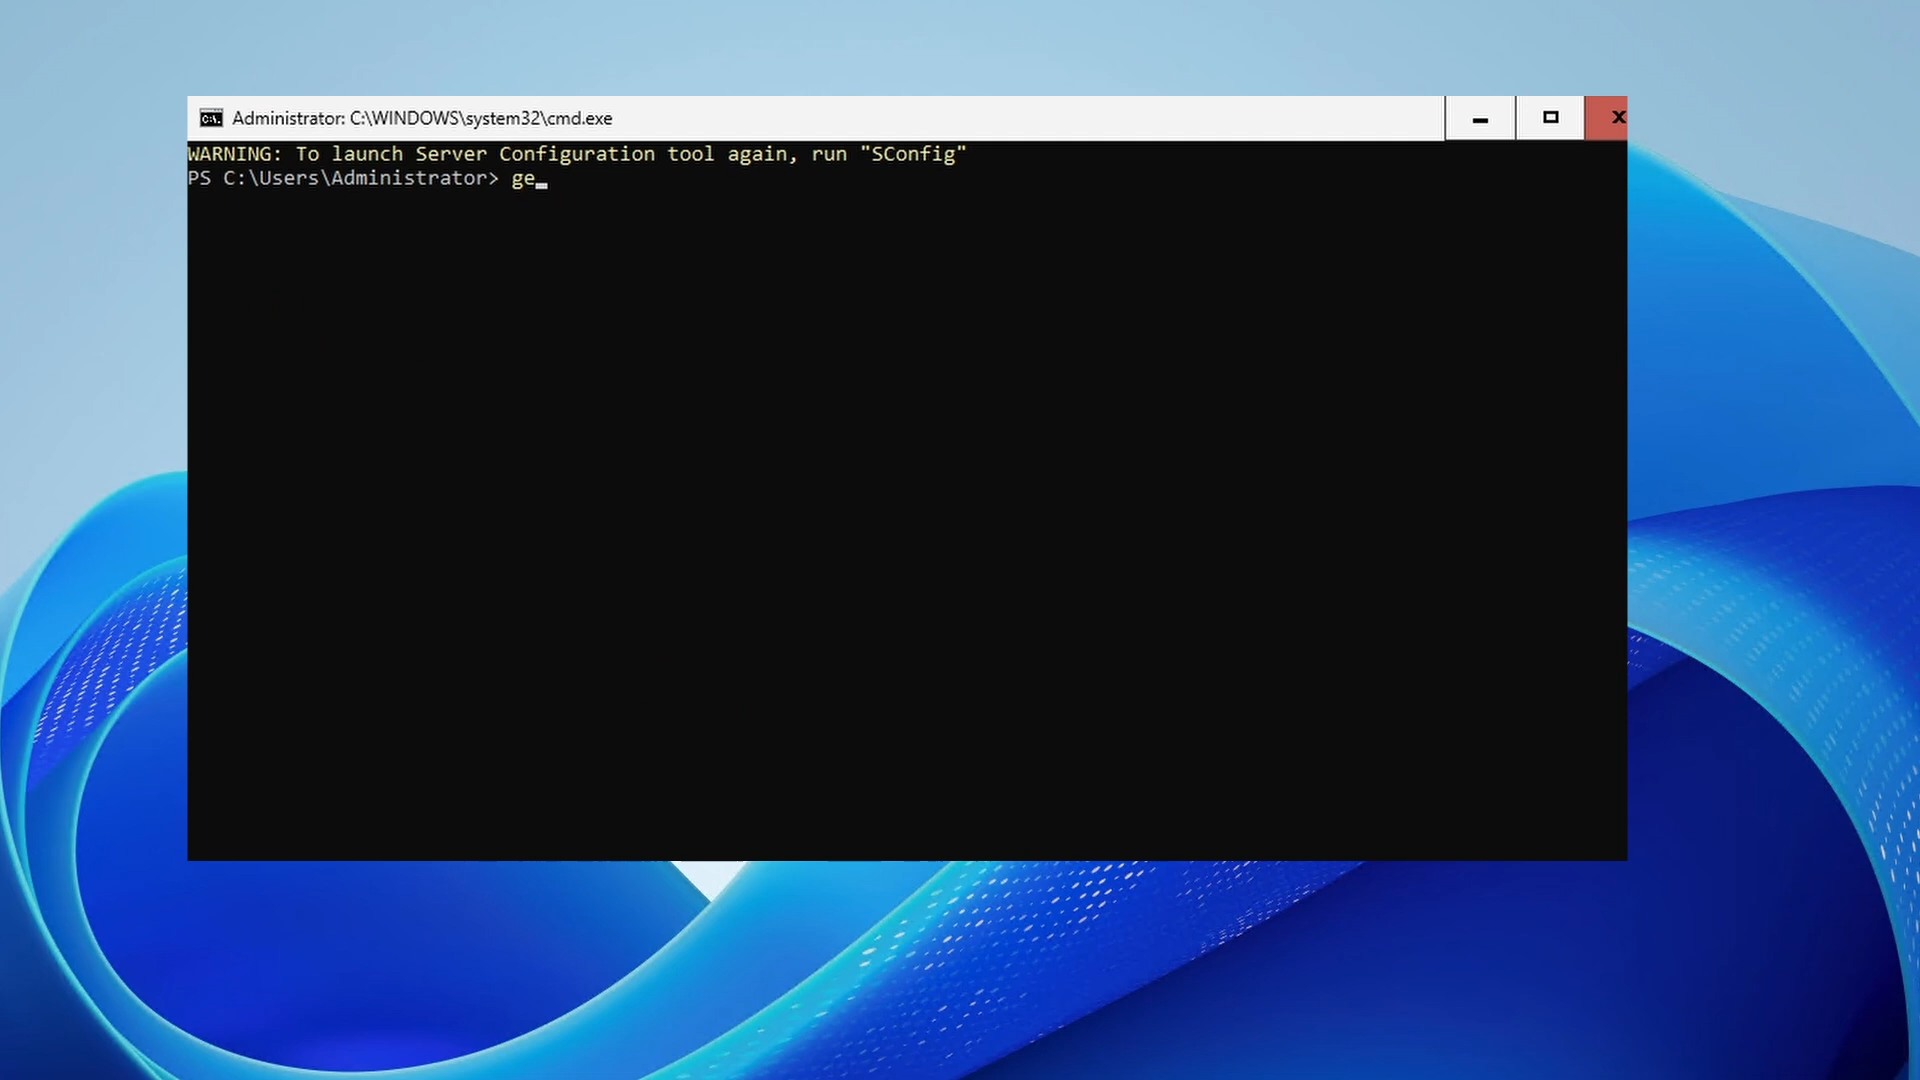 Administrator: C:\WINDOWS\system32\cmd.exe
WARNING: To launch Server Configuration tool again, run "SConfig"
PS C:\Users\Administrator> ge